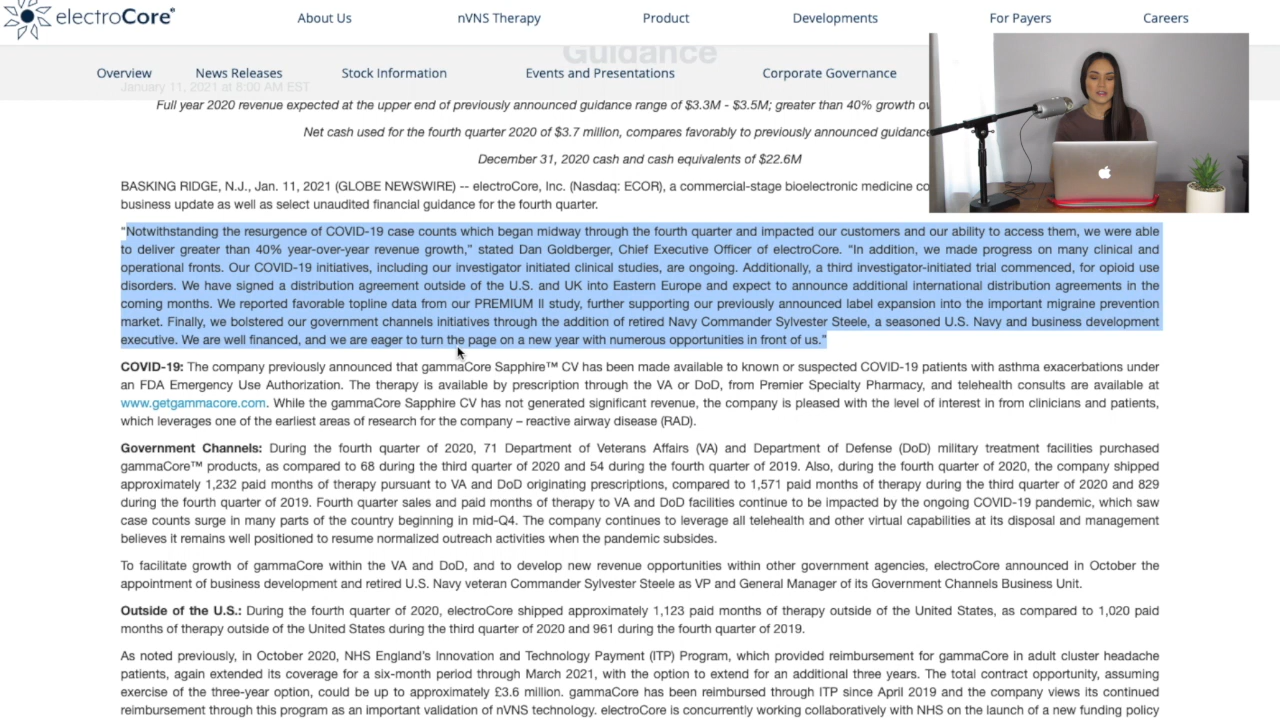 electroCore
About Us
nVNS Therapy
Product
Developments
For Payers
Careers
Guidance
Overview
News Releases
Stock Information
Events and Presentations
Corporate Governance
January 11, 2021 at 8:00 AM EST
Full year 2020 revenue expected at the upper end of previously announced guidance range of $3.3M - $3.5M; greater than 40% growth
Net cash used for the fourth quarter 2020 of $3.7 million, compares favorably to previously announced guidance
December 31, 2020 cash and cash equivalents of $22.6M
BASKING RIDGE, N.J., Jan. 11, 2021 (GLOBE NEWSWIRE) -- electroCore, Inc. (Nasdaq: ECOR), a commercial-stage bioelectronic medicine
business update as well as select unaudited financial guidance for the fourth quarter.
“Notwithstanding the resurgence of COVID-19 case counts which began midway through the fourth quarter and impacted our customers and our ability to access them, we were able
to deliver greater than 40% year-over-year revenue growth,” stated Dan Goldberger, Chief Executive Officer of electroCore. “In addition, we made progress on many clinical and
operational fronts. Our COVID-19 initiatives, including our investigator initiated clinical studies, are ongoing. Additionally, a third investigator-initiated trial commenced, for opioid use
disorders. We have signed a distribution agreement outside of the U.S. and UK into Eastern Europe and expect to announce additional international distribution agreements in the
coming months. We reported favorable topline data from our PREMIUM II study, further supporting our previously announced label expansion into the important migraine prevention
market. Finally, we bolstered our government channels initiatives through the addition of retired Navy Commander Sylvester Steele, a seasoned U.S. Navy and business development
executive. We are well financed, and we are eager to turn the page on a new year with numerous opportunities in front of us.”
COVID-19: The company previously announced that gammaCore Sapphire™ CV has been made available to known or suspected COVID-19 patients with asthma exacerbations under
an FDA Emergency Use Authorization. The therapy is available by prescription through the VA or DoD, from Premier Specialty Pharmacy, and telehealth consults are available at
www.getgammacore.com. While the gammaCore Sapphire CV has not generated significant revenue, the company is pleased with the level of interest in from clinicians and patients,
which leverages one of the earliest areas of research for the company – reactive airway disease (RAD).
Government Channels: During the fourth quarter of 2020, 71 Department of Veterans Affairs (VA) and Department of Defense (DoD) military treatment facilities purchased
gammaCore™ products, as compared to 68 during the third quarter of 2020 and 54 during the fourth quarter of 2019. Also, during the fourth quarter of 2020, the company shipped
approximately 1,232 paid months of therapy pursuant to VA and DoD originating prescriptions, compared to 1,571 paid months of therapy during the third quarter of 2020 and 829
during the fourth quarter of 2019. Fourth quarter sales and paid months of therapy to VA and DoD facilities continue to be impacted by the ongoing COVID-19 pandemic, which saw
case counts surge in many parts of the country beginning in mid-Q4. The company continues to leverage all telehealth and other virtual capabilities at its disposal and management
believes it remains well positioned to resume normalized outreach activities when the pandemic subsides.
To facilitate growth of gammaCore within the VA and DoD, and to develop new revenue opportunities within other government agencies, electroCore announced in October the
appointment of business development and retired U.S. Navy veteran Commander Sylvester Steele as VP and General Manager of its Government Channels Business Unit.
Outside of the U.S.: During the fourth quarter of 2020, electroCore shipped approximately 1,123 paid months of therapy outside of the United States, as compared to 1,020 paid
months of therapy outside of the United States during the third quarter of 2020 and 961 during the fourth quarter of 2019.
As noted previously, in October 2020, NHS England’s Innovation and Technology Payment (ITP) Program, which provided reimbursement for gammaCore in adult cluster headache
patients, again extended its coverage for a six-month period through March 2021, with the option to extend for an additional three years. The total contract opportunity, assuming
exercise of the three-year option, could be up to approximately £3.6 million. gammaCore has been reimbursed through ITP since April 2019 and the company views its continued
reimbursement through this program as an important validation of nVNS technology. electroCore is concurrently working collaboratively with NHS on the launch of a new funding policy